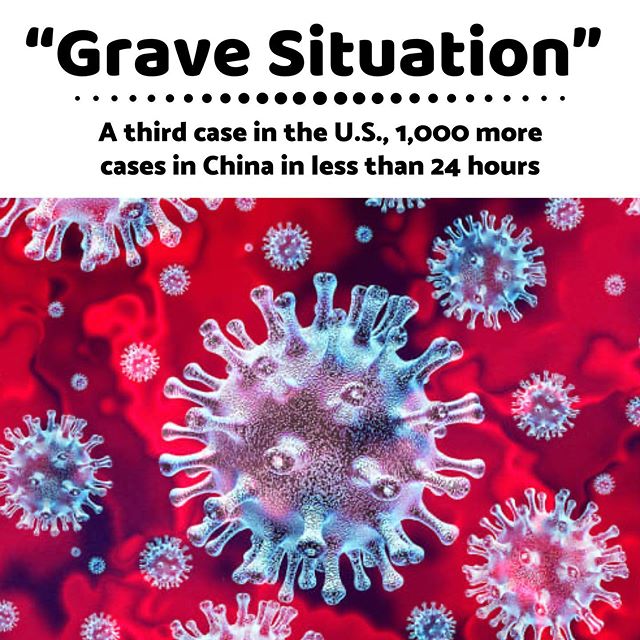 “Grave Situation”
A third case in the U.S., 1,000 more
cases in China in less than 24 hours